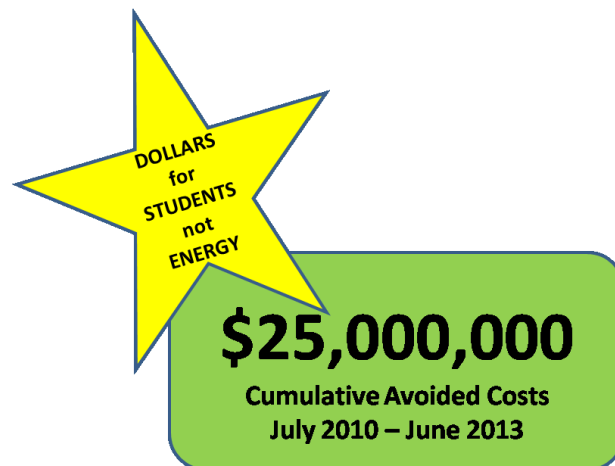 DOLLARS
for
STUDENTS
not
ENERGY
$25,000,000
Cumulative Avoided Costs
July 2010 – June 2013